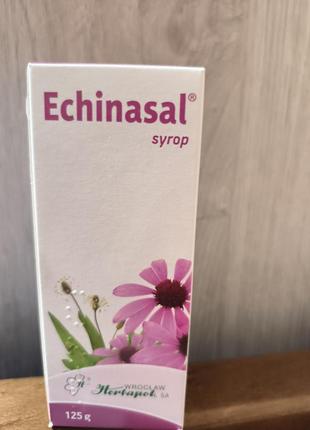 Echinasal®
syrop
WROCŁAW
Herbapol SA
125 g